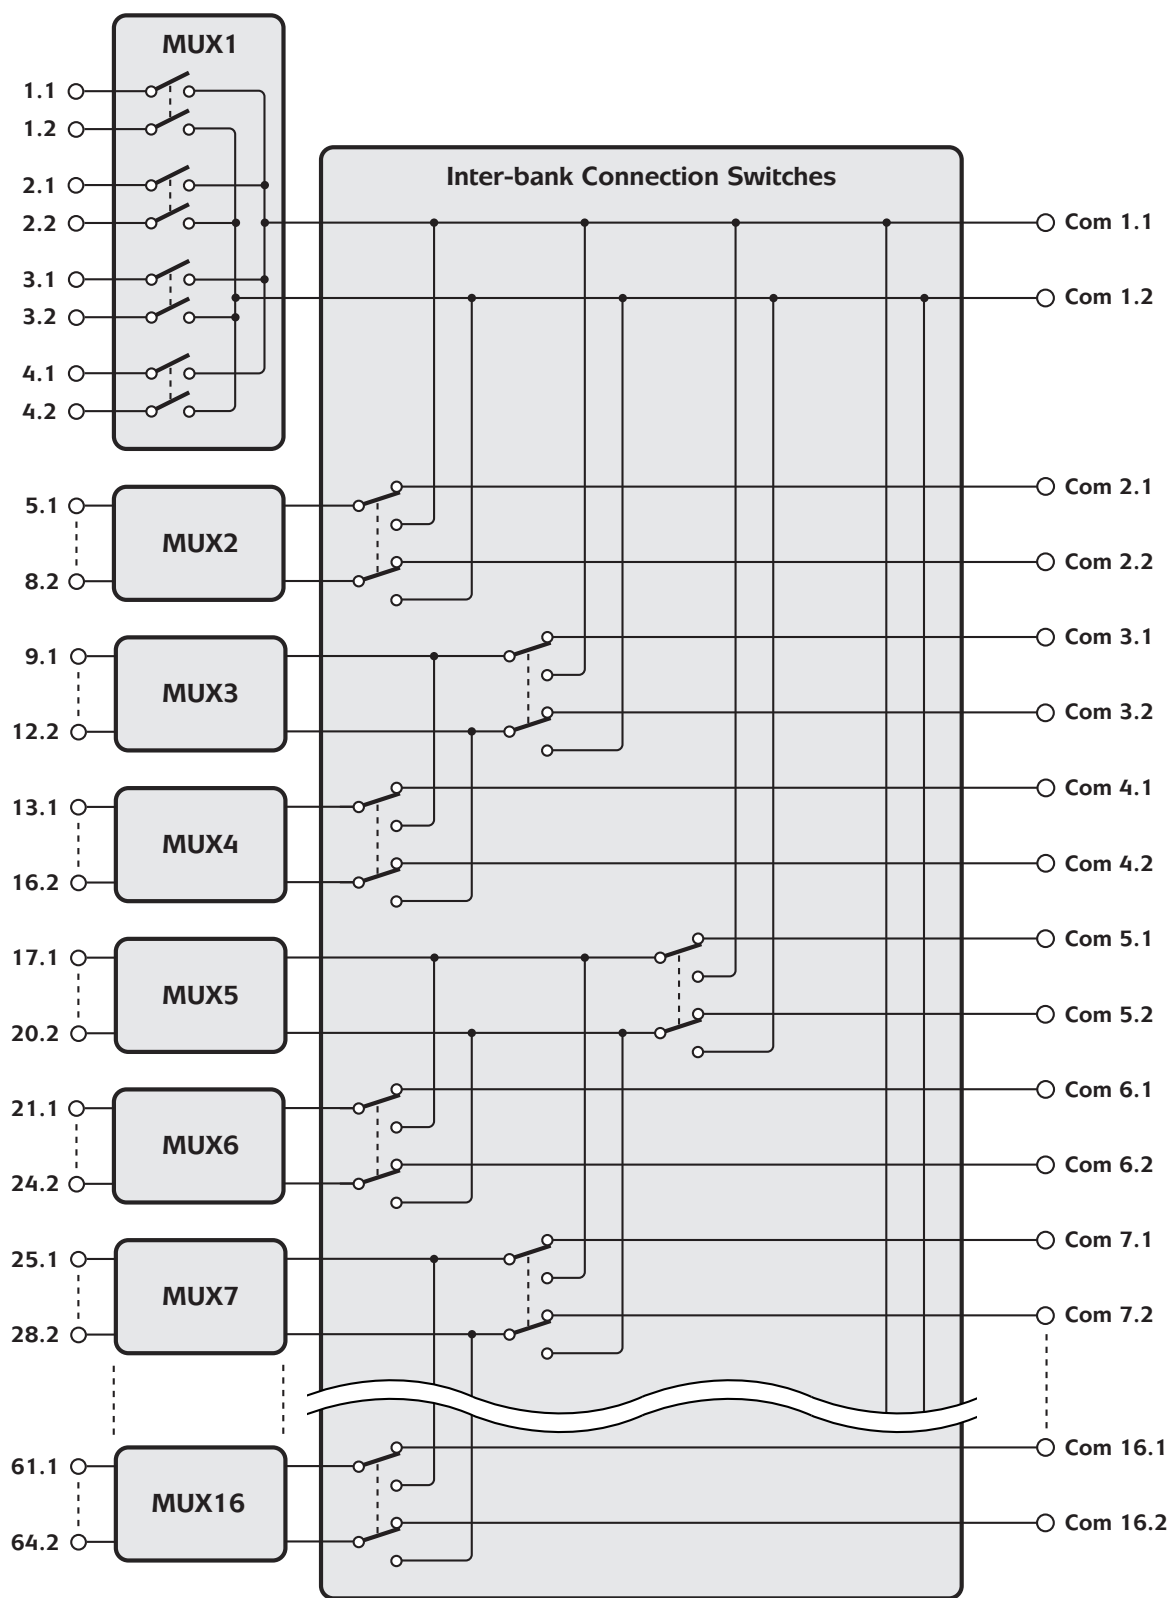 MUX1
1.1
1.2
2.1
2.2
3.1
3.2
4.1
4.2
Inter-bank Connection Switches
Com 1.1
Com 1.2
5.1
8.2
MUX2
Com 2.1
Com 2.2
9.1
12.2
MUX3
Com 3.1
Com 3.2
13.1
16.2
MUX4
Com 4.1
Com 4.2
17.1
20.2
MUX5
Com 5.1
Com 5.2
21.1
24.2
MUX6
Com 6.1
Com 6.2
25.1
28.2
MUX7
Com 7.1
Com 7.2
61.1
64.2
MUX16
Com 16.1
Com 16.2